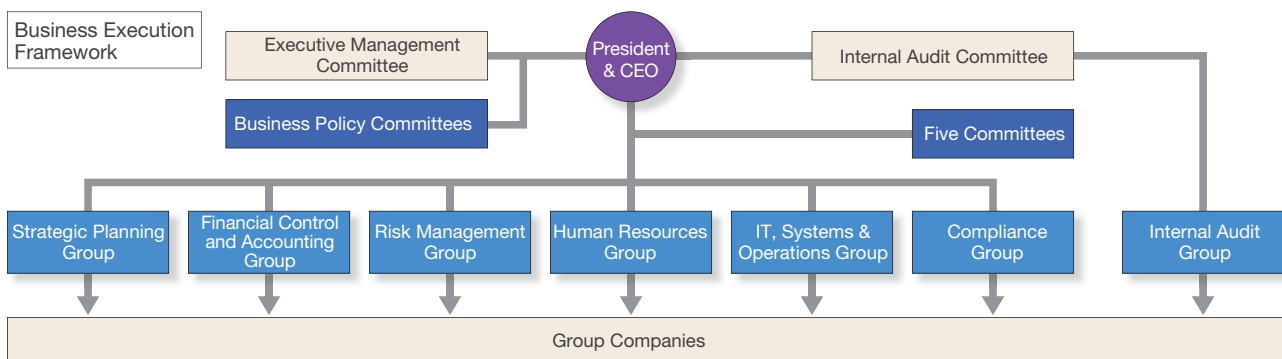 Business Execution
Framework
Executive Management
Committee
President
& CEO
Internal Audit Committee
Business Policy Committees
Five Committees
Strategic Planning
Group
Financial Control
and Accounting
Group
Risk Management
Group
Human Resources
Group
IT, Systems &
Operations Group
Compliance
Group
Internal Audit
Group
Group Companies